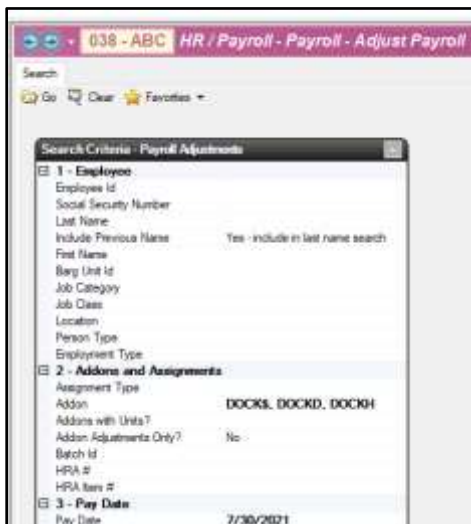 038 - ABC HR / Payroll - Payroll - Adjust Payroll
Search
Go Clear Favorites
Search Criteria - Payroll Adjustments
1 - Employee
Employee Id
Social Security Number
Last Name
Include Previous Name Yes - include in last name search
First Name
Barg Unit Id
Job Category
Job Class
Location
Person Type
Employment Type
2 - Addons and Assignments
Assignment Type
Addon DOCK$, DOCKD, DOCKH
Addons with Units?
Addon Adjustments Only? No
Batch Id
HRA #
HRA Item #
3 - Pay Date
Pay Date 7/30/2021